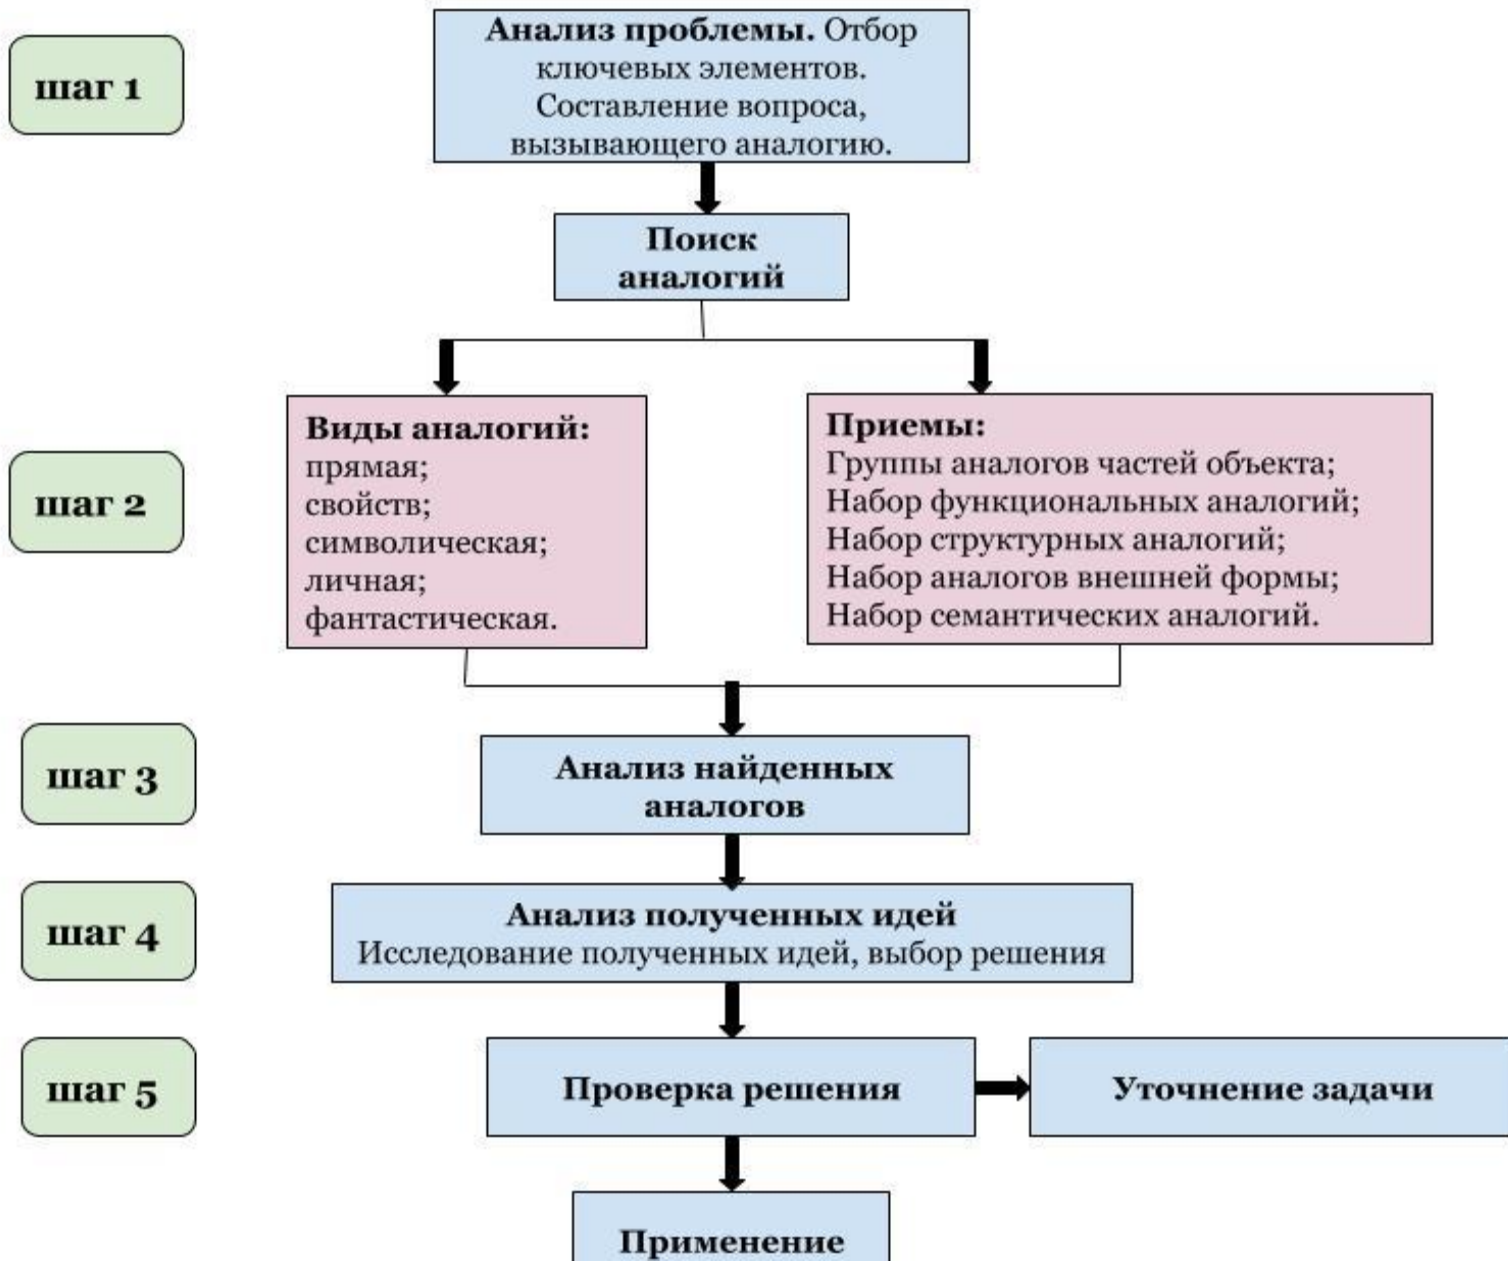 шаг 1
Анализ проблемы. Отбор
ключевых элементов.
Составление вопроса,
вызывающего аналогию.
Поиск
аналогий
шаг 2
Виды аналогий:
прямая;
свойств;
символическая;
личная;
фантастическая.
Приемы:
Группы аналогов частей объекта;
Набор функциональных аналогий;
Набор структурных аналогий;
Набор аналогов внешней формы;
Набор семантических аналогий.
шаг 3
Анализ найденных
аналогов
шаг 4
Анализ полученных идей
Исследование полученных идей, выбор решения
шаг 5
Проверка решения
Уточнение задачи
Применение